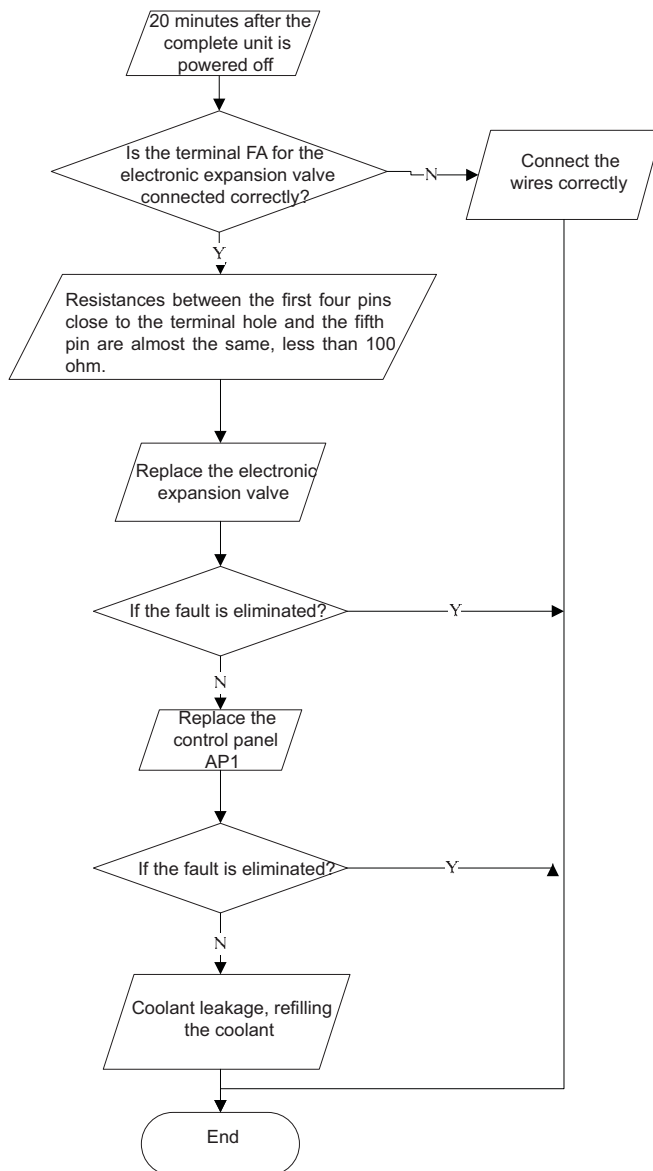 20 minutes after the
complete unit is
powered off
Is the terminal FA for the
electronic expansion valve
connected correctly?
N
Connect the
wires correctly
Y
Resistances between the first four pins
close to the terminal hole and the fifth
pin are almost the same, less than 100
ohm.
Replace the electronic
expansion valve
If the fault is eliminated?
Y
N
Replace the
control panel
AP1
If the fault is eliminated?
Y
N
Coolant leakage, refilling
the coolant
End